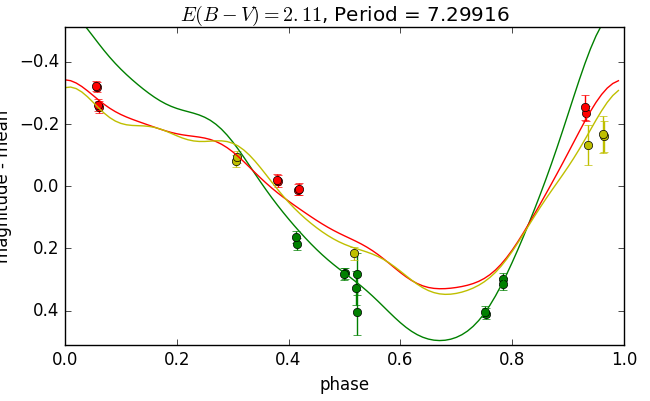 E(B − V) = 2.11, Period = 7.29916
−0.4
−0.2
0.0
0.2
0.4
magnitude - mean
0.0 0.2 0.4 0.6 0.8 1.0
phase